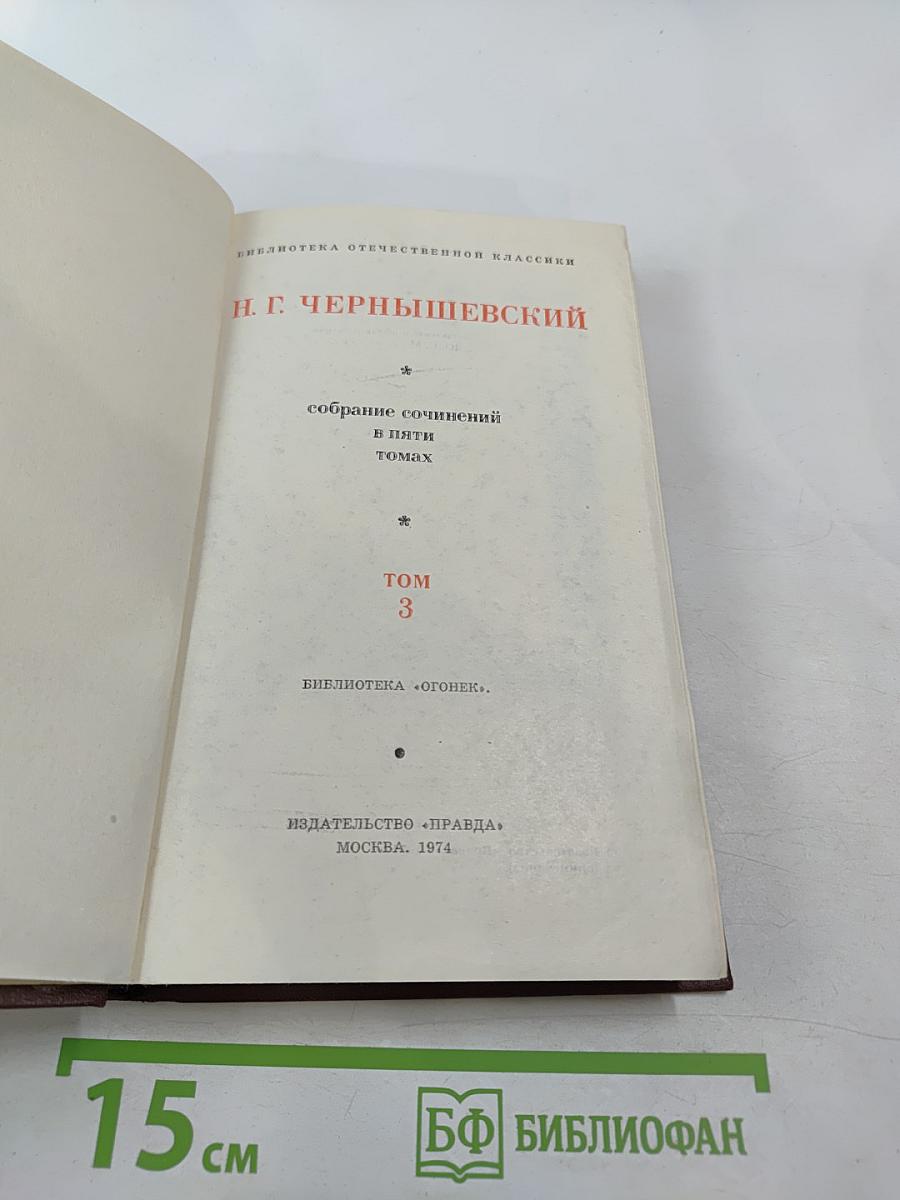 БИБЛИОТЕКА ОТЕЧЕСТВЕННОЙ КЛАССИКИ
Н. Г. ЧЕРНЫШЕВСКИЙ
собрание сочинений
в пяти
томах
ТОМ
3
БИБЛИОТЕКА «ОГОНЕК».
ИЗДАТЕЛЬСТВО «ПРАВДА»
МОСКВА. 1974
15 см
БФ БИБЛИОФАН